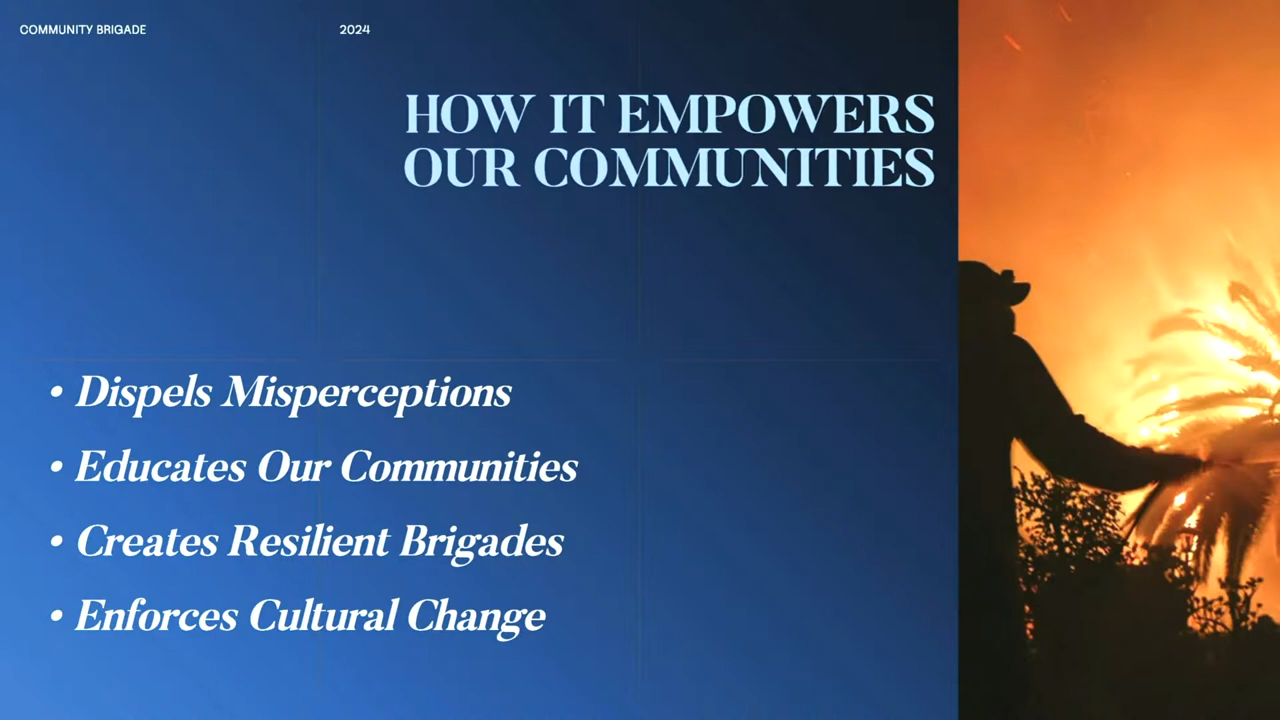 COMMUNITY BRIGADE
2024
HOW IT EMPOWERS
OUR COMMUNITIES
• Dispels Misperceptions
• Educates Our Communities
• Creates Resilient Brigades
• Enforces Cultural Change